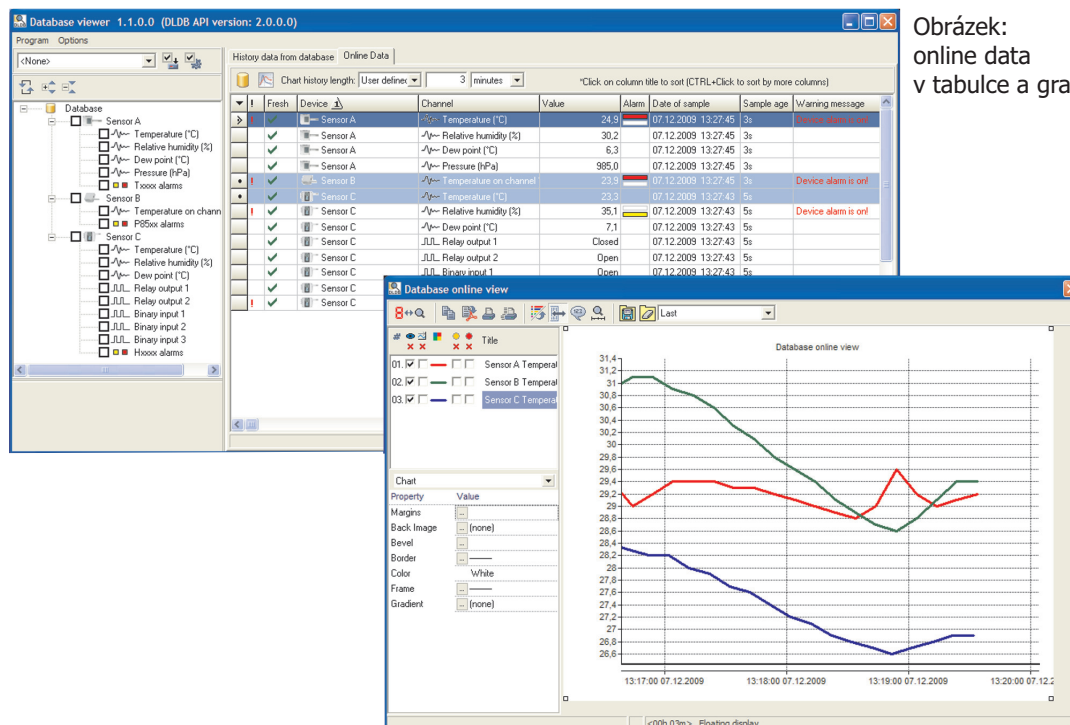 Database viewer 1.1.0.0 (DLDB API version: 2.0.0.0)
Program Options
<None>
Database
Sensor A
Temperature (°C)
Relative humidity (%)
Dew point (°C)
Pressure (hPa)
Txxxx alarms
Sensor B
Temperature on chann
P85xx alarms
Sensor C
Temperature (°C)
Relative humidity (%)
Dew point (°C)
Relay output 1
Relay output 2
Binary input 1
Binary input 2
Binary input 3
Hxxxx alarms
History data from database Online Data
Chart history length: User define 3 minutes *Click on column title to sort (CTRL+Click to sort by more columns)
! Fresh Device 1 Channel Value Alarm Date of sample Sample age Warning message
! Sensor A Temperature (°C) 24,9 07.12.2009 13:27:45 3s Device alarm is on!
Sensor A Relative humidity (%) 30,2 07.12.2009 13:27:45 3s
Sensor A Dew point (°C) 6,3 07.12.2009 13:27:45 3s
Sensor A Pressure (hPa) 985,0 07.12.2009 13:27:45 3s
! Sensor B Temperature on channel 23,9 07.12.2009 13:27:45 3s Device alarm is on!
Sensor C Temperature (°C) 23,3 07.12.2009 13:27:43 5s
! Sensor C Relative humidity (%) 35,1 07.12.2009 13:27:43 5s Device alarm is on!
Sensor C Dew point (°C) 7,1 07.12.2009 13:27:43 5s
Sensor C Relay output 1 Closed 07.12.2009 13:27:43 5s
Sensor C Relay output 2 Open 07.12.2009 13:27:43 5s
Sensor C Binary input 1 Open 07.12.2009 13:27:43 5s
Sensor C
! Sensor C
Obrázek:
online data
v tabulce a gra
Database online view
Last
# Title
01. Sensor A Temperat
02. Sensor B Temperat
03. Sensor C Temperat
Chart
Property Value
Margins ...
Back Image ... (none)
Bevel ...
Border ...
Color White
Frame ...
Gradient ... (none)
Database online view
31,4
31,2
31
30,8
30,6
30,4
30,2
30
29,8
29,6
29,4
29,2
29
28,8
28,6
28,4
28,2
28
27,8
27,6
27,4
27,2
27
26,8
26,6
13:17:00 07.12.2009 13:18:00 07.12.2009 13:19:00 07.12.2009 13:20:00 07.12.2
<00h 03m> Floating display